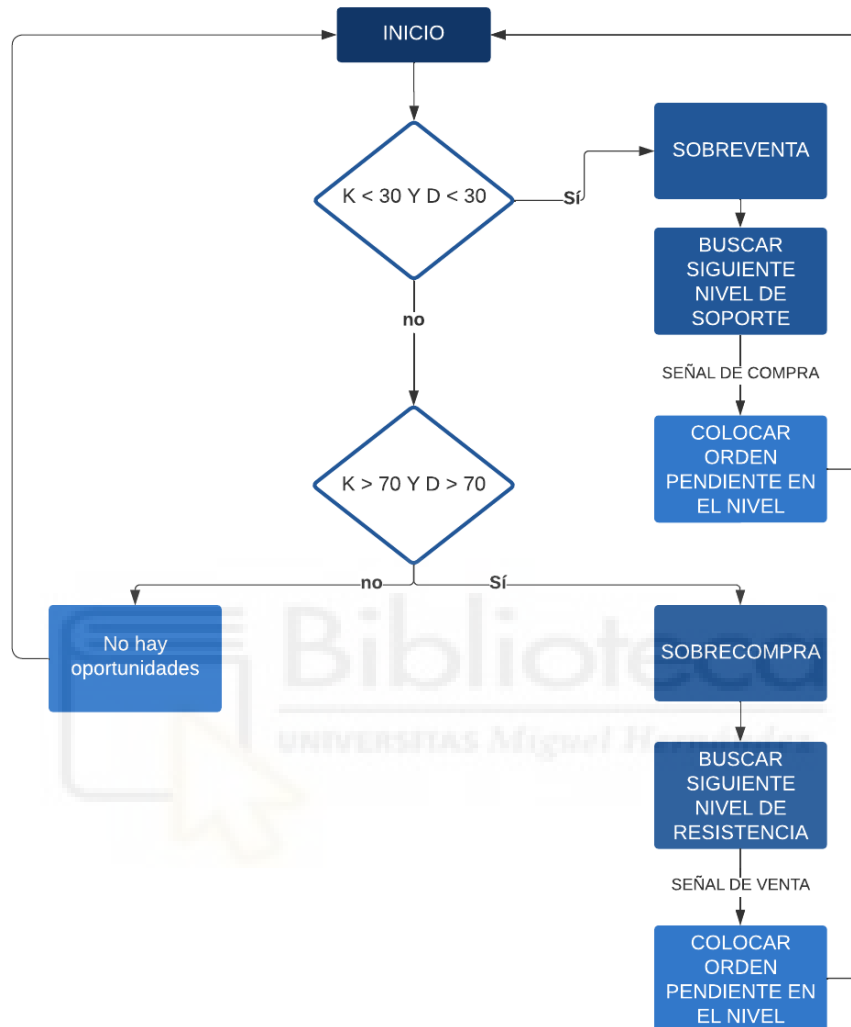 INICIO
K < 30 Y D < 30
Sí
SOBREVENTA
BUSCAR
SIGUIENTE
NIVEL DE
SOPORTE
no
SEÑAL DE COMPRA
COLOCAR
ORDEN
PENDIENTE EN
EL NIVEL
K > 70 Y D > 70
no
Sí
No hay
oportunidades
SOBRECOMPRA
Biblioteca
UNIVERSITAS Miguel Hernández
BUSCAR
SIGUIENTE
NIVEL DE
RESISTENCIA
SEÑAL DE VENTA
COLOCAR
ORDEN
PENDIENTE EN
EL NIVEL